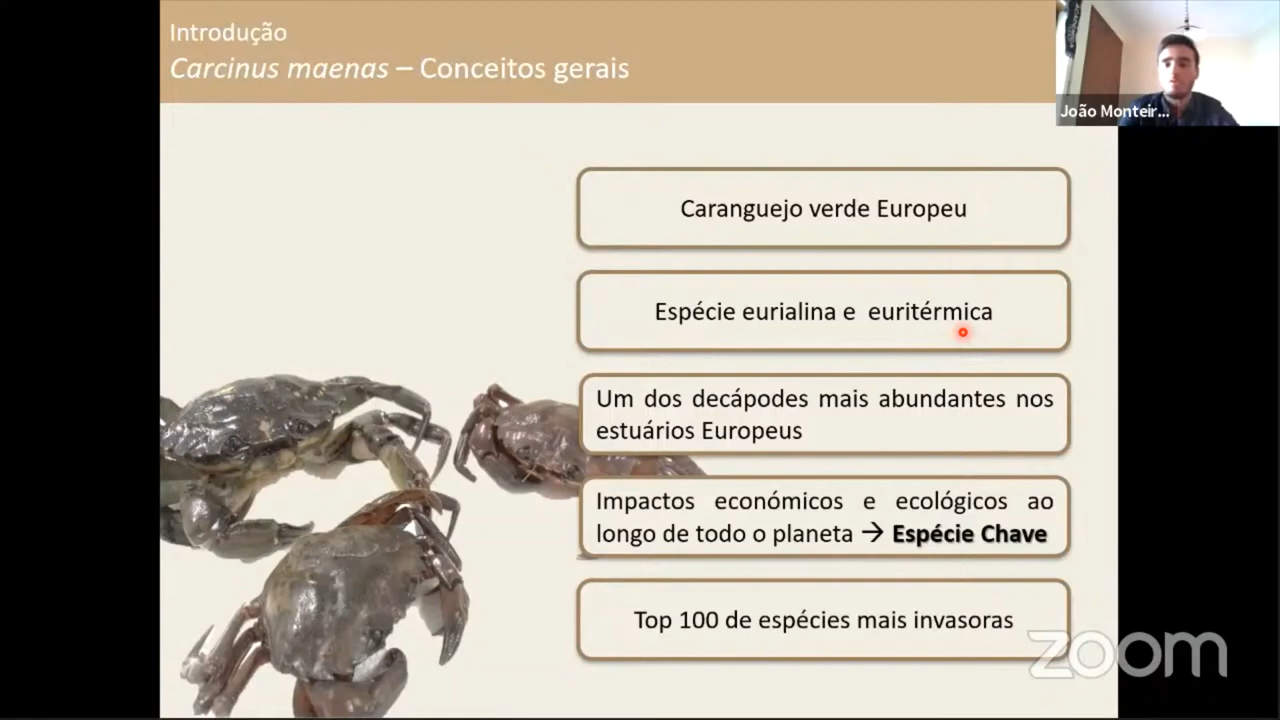 Introdução
Carcinus maenas – Conceitos gerais
João Monteir...
Caranguejo verde Europeu
Espécie eurialina e euritérmica
Um dos decápodes mais abundantes nos
estuários Europeus
Impactos económicos e ecológicos ao
longo de todo o planeta → Espécie Chave
Top 100 de espécies mais invasoras
zoom